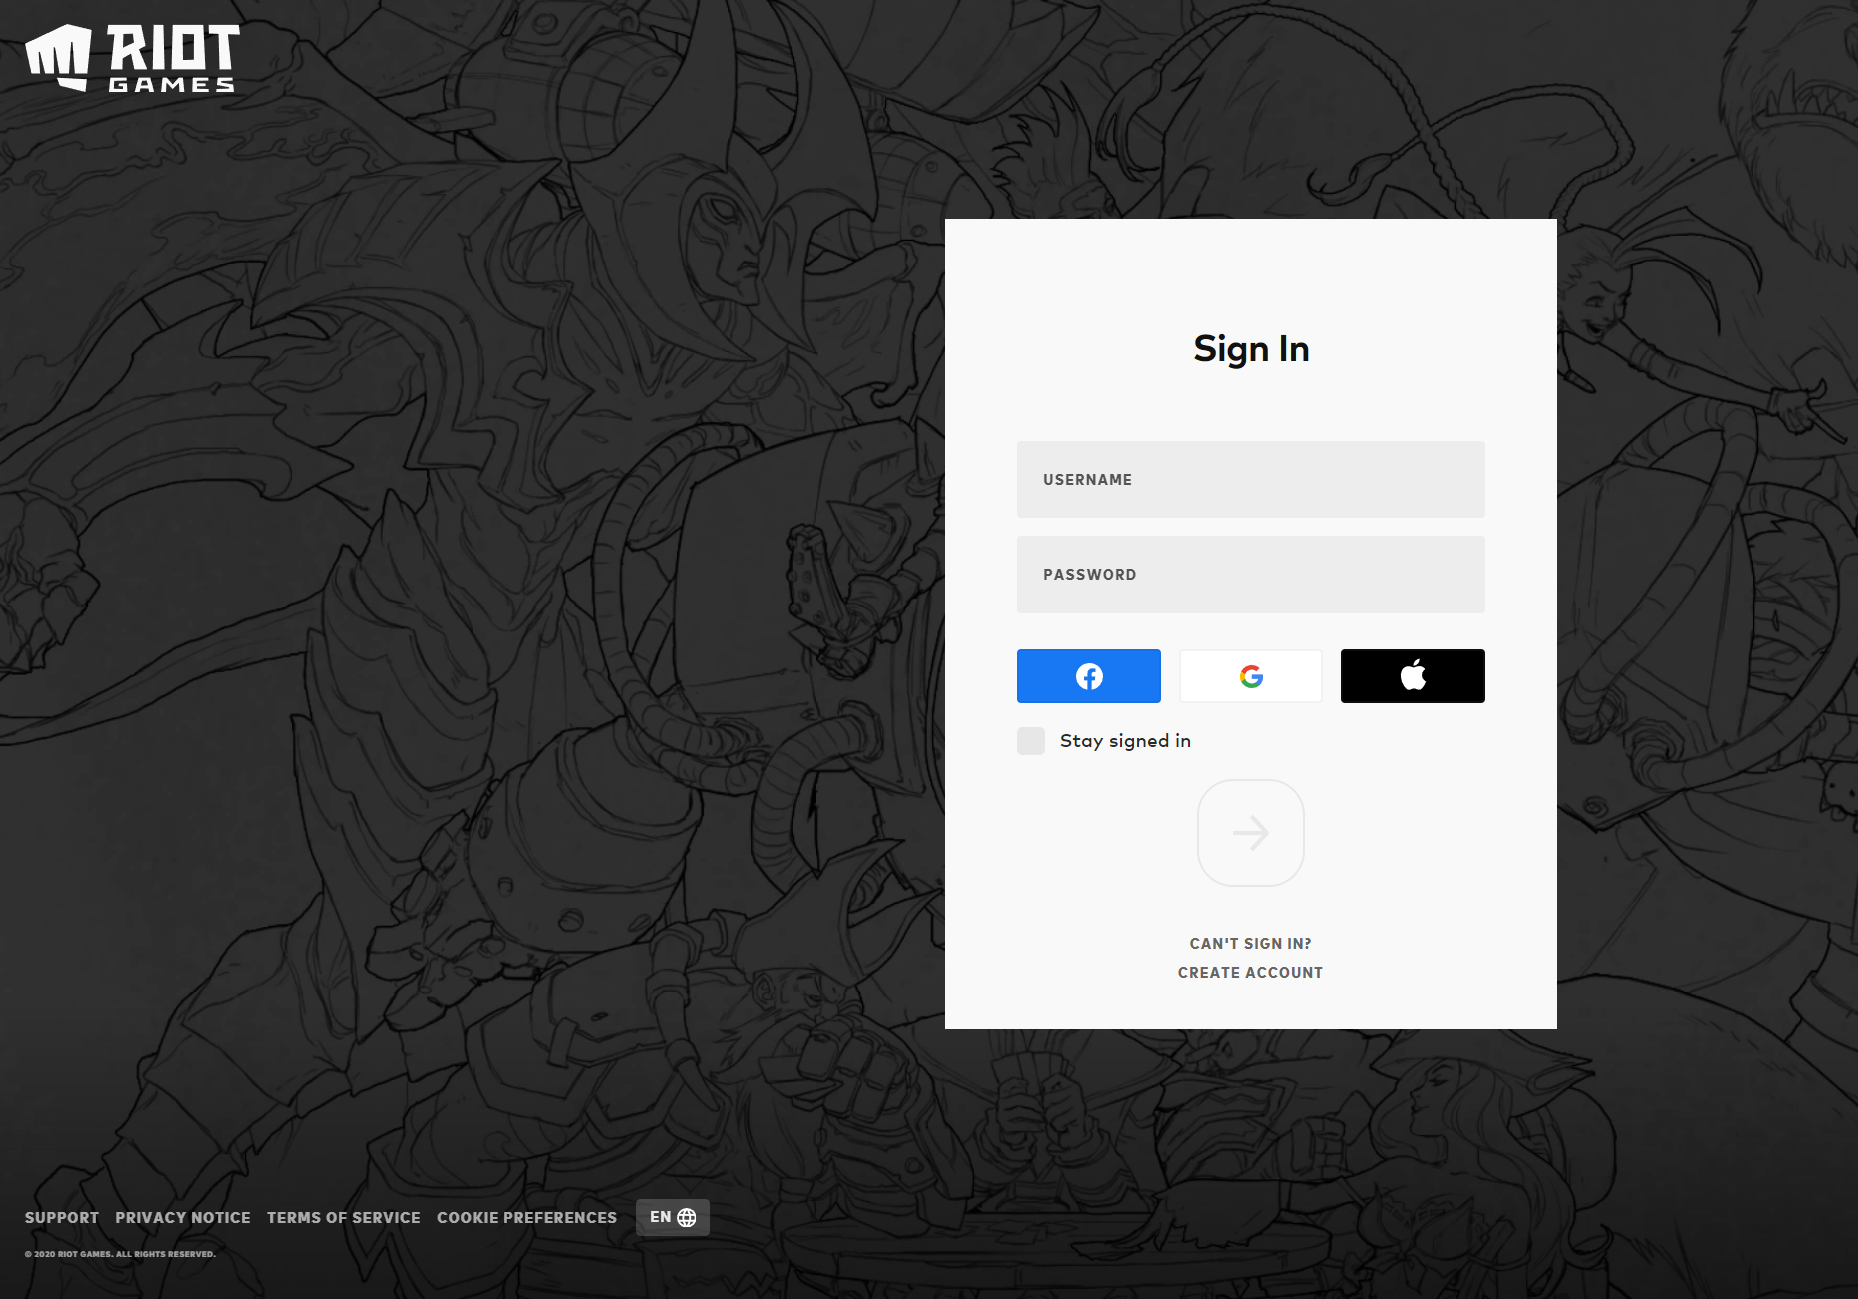 RIOT
GAMES
Sign In
USERNAME
PASSWORD
Stay signed in
CAN'T SIGN IN?
CREATE ACCOUNT
SUPPORT PRIVACY NOTICE TERMS OF SERVICE COOKIE PREFERENCES EN
© 2020 RIOT GAMES. ALL RIGHTS RESERVED.